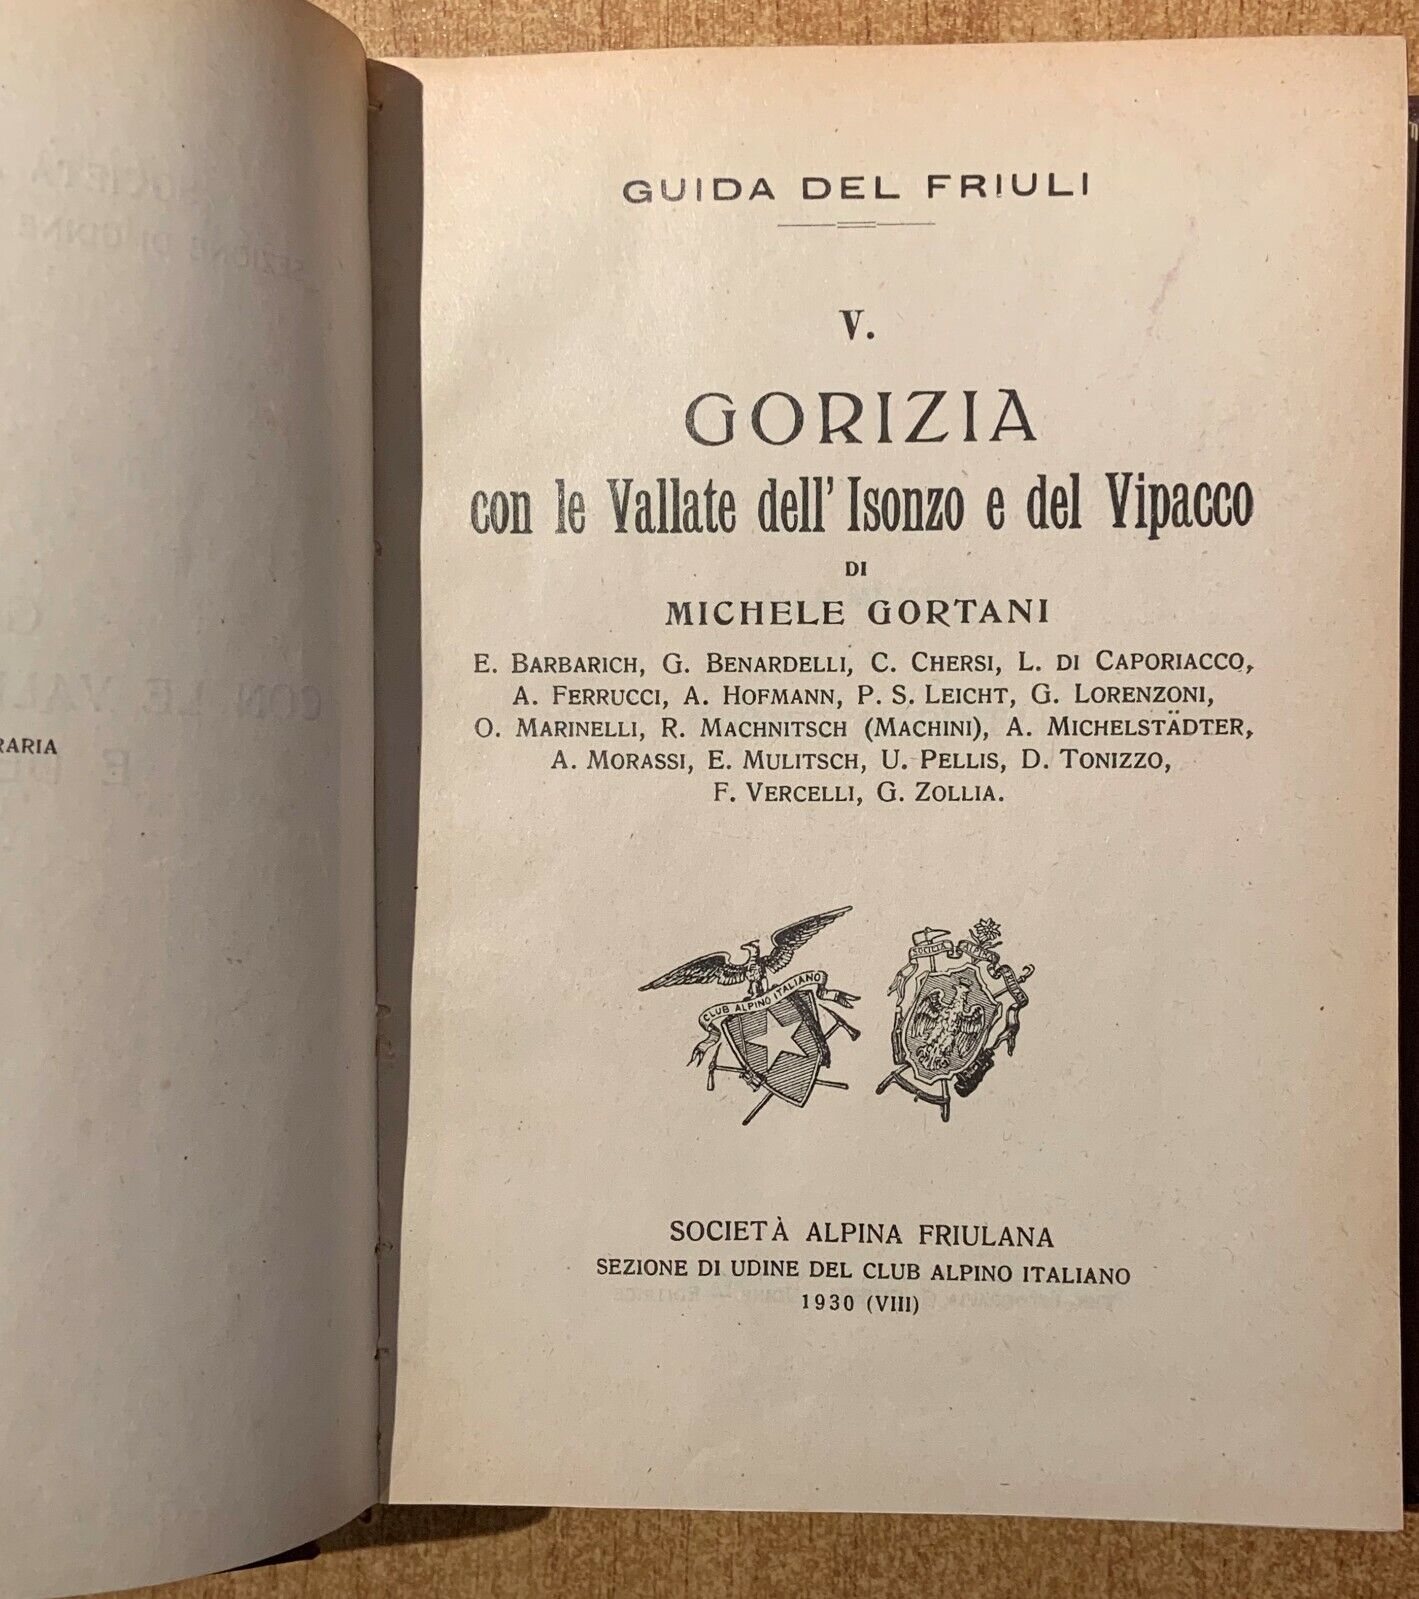 RARIA
GUIDA DEL FRIULI
V.
GORIZIA
con le Vallate dell' Isonzo e del Vipacco
DI
MICHELE GORTANI
E. BARBARICH, G. BENARDELLI, C. CHERSI, L. DI CAPORIACCO,
A. FERRUCCI, A. HOFMANN, P. S. LEICHT, G. LORENZONI,
O. MARINELLI, R. MACHNITSCH (MACHINI), A. MICHELSTÄDTER,
A. MORASSI, E. MULITSCH, U. PELLIS, D. TONIZZO,
F. VERCELLI, G. ZOLLIA.
CLUB ALPINO ITALIANO
ALPINA
SOCIETÀ ALPINA FRIULANA
SEZIONE DI UDINE DEL CLUB ALPINO ITALIANO
1930 (VIII)